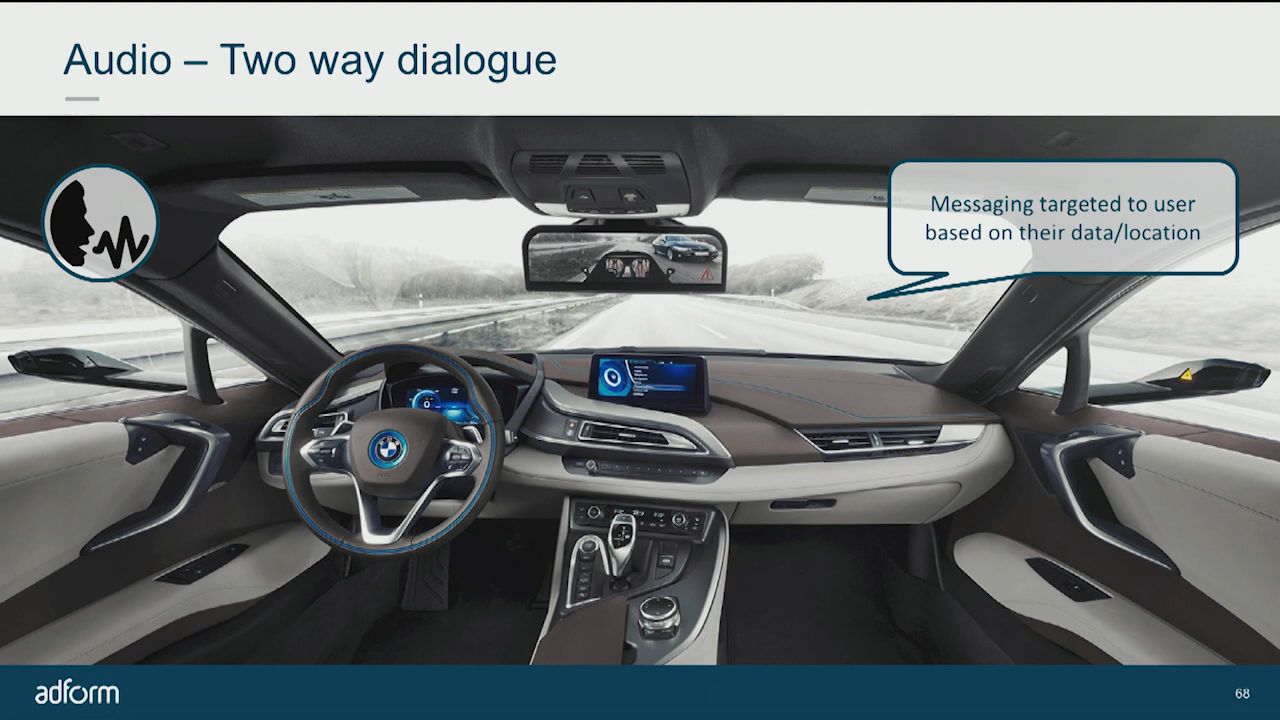 Audio – Two way dialogue
Messaging targeted to user
based on their data/location
adform
68